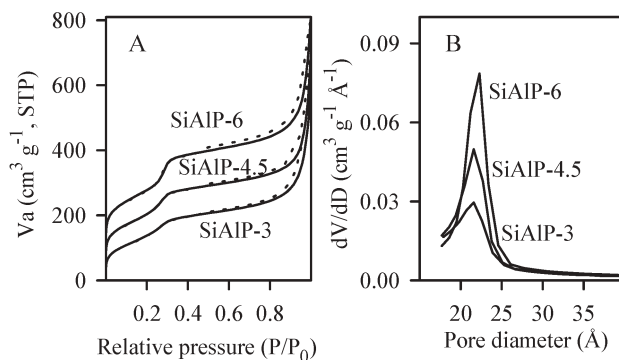 A
B
Va (cm³ g⁻¹, STP)
800
600
400
200
0
SiAlP-6
SiAlP-4.5
SiAlP-3
0.2 0.4 0.6 0.8
Relative pressure (P/P₀)
dV/dD (cm³ g⁻¹ Å⁻¹)
0.09
0.06
0.03
0.00
SiAlP-6
SiAlP-4.5
SiAlP-3
20 25 30 35
Pore diameter (Å)